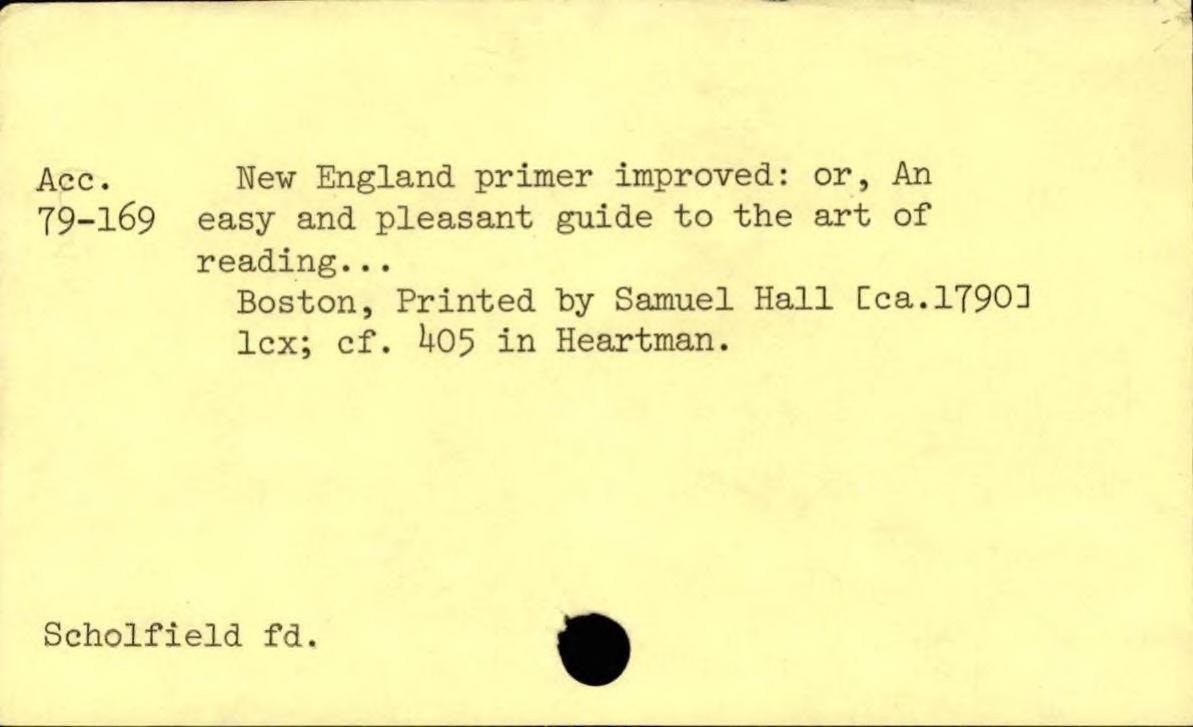 Acc. New England primer improved: or, An
79-169 easy and pleasant guide to the art of
reading...
Boston, Printed by Samuel Hall [ca.1790]
lcx; cf. 405 in Heartman.
Scholfield fd.